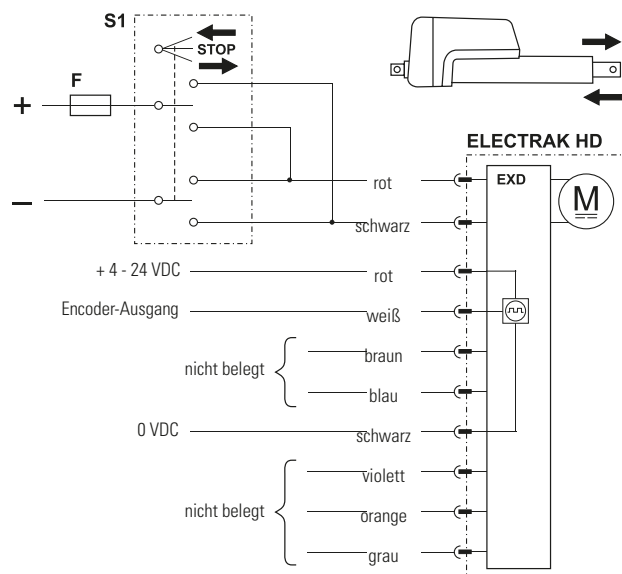 S1
STOP
F
+
–
ELECTRAK HD
EXD
M
rot
schwarz
+ 4 - 24 VDC
rot
Encoder-Ausgang
weiß
nicht belegt
braun
blau
0 VDC
schwarz
nicht belegt
violett
orange
grau